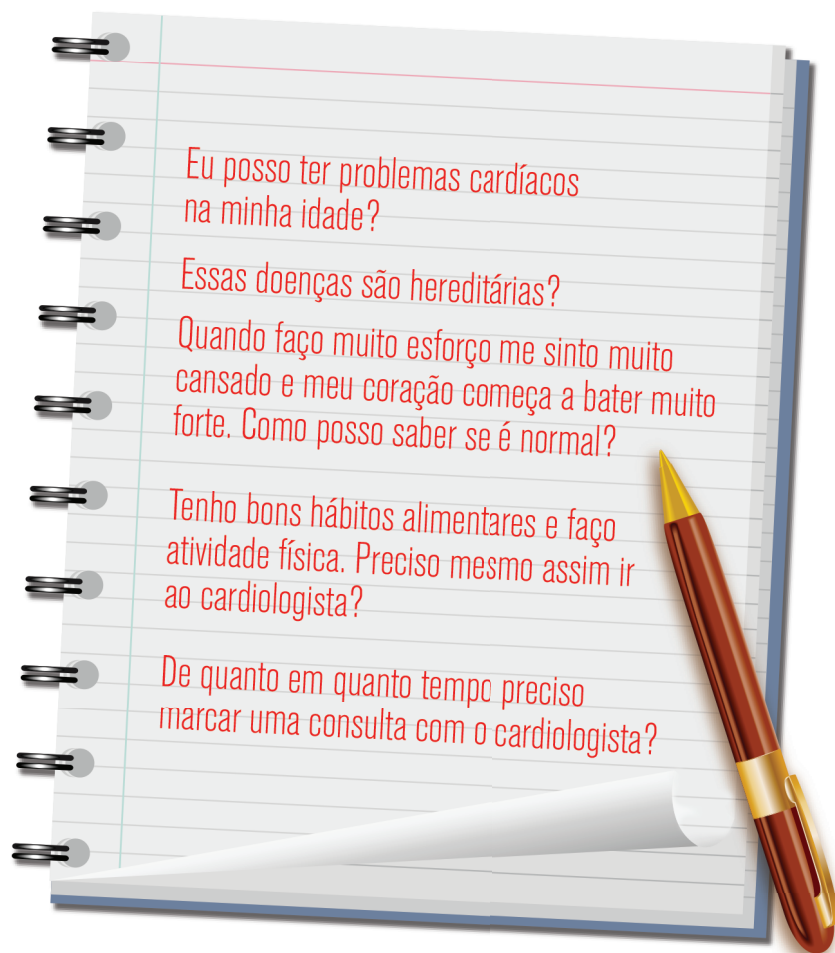 Eu posso ter problemas cardíacos
na minha idade?
Essas doenças são hereditárias?
Quando faço muito esforço me sinto muito
cansado e meu coração começa a bater muito
forte. Como posso saber se é normal?
Tenho bons hábitos alimentares e faço
atividade física. Preciso mesmo assim ir
ao cardiologista?
De quanto em quanto tempo preciso
marcar uma consulta com o cardiologista?